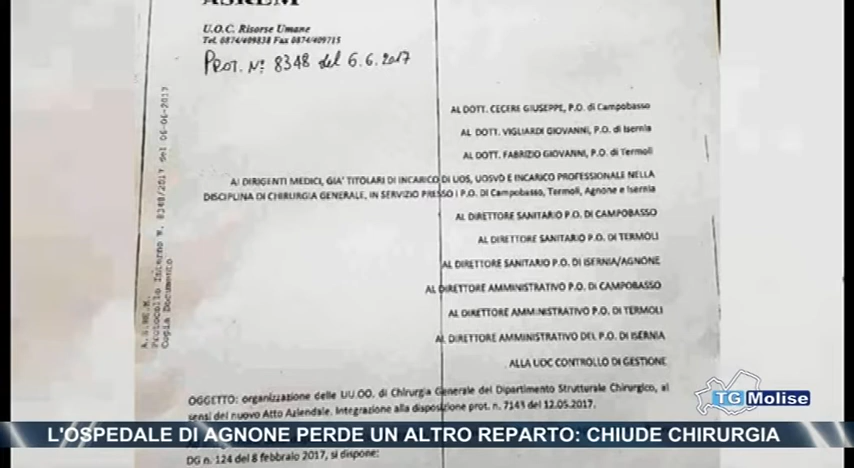 ASREM
U.O.C. Risorse Umane
Tel. 0874/409838 Fax 0874/409715
PROT. N° 8348 del 6.6.2017
A.S.RE.M.
Protocollo Interno N. 8348/2017 del 06-06-2017
Copia Documento
AL DOTT. CECERE GIUSEPPE, P.O. di Campobasso
AL DOTT. VIGLIARDI GIOVANNI, P.O. di Isernia
AL DOTT. FABRIZIO GIOVANNI, P.O. di Termoli
AI DIRIGENTI MEDICI, GIA' TITOLARI DI INCARICO DI UOS, UOSVD E INCARICO PROFESSIONALE NELLA
DISCIPLINA DI CHIRURGIA GENERALE, IN SERVIZIO PRESSO I P.O. DI Campobasso, Termoli, Agnone e Isernia
AL DIRETTORE SANITARIO P.O. DI CAMPOBASSO
AL DIRETTORE SANITARIO P.O. DI TERMOLI
AL DIRETTORE SANITARIO P.O. DI ISERNIA/AGNONE
AL DIRETTORE AMMINISTRATIVO P.O. DI CAMPOBASSO
AL DIRETTORE AMMINISTRATIVO P.O. DI TERMOLI
AL DIRETTORE AMMINISTRATIVO DEL P.O. DI ISERNIA
ALLA UOC CONTROLLO DI GESTIONE
OGGETTO: organizzazione delle UU.OO. di Chirurgia Generale del Dipartimento Strutturale Chirurgico, ai
sensi del nuovo Atto Aziendale. Integrazione alla disposizione prot. n. 7143 del 12.05.2017.
TG Molise
L'OSPEDALE DI AGNONE PERDE UN ALTRO REPARTO: CHIUDE CHIRURGIA
DG n. 124 del 8 febbraio 2017, si dispone: